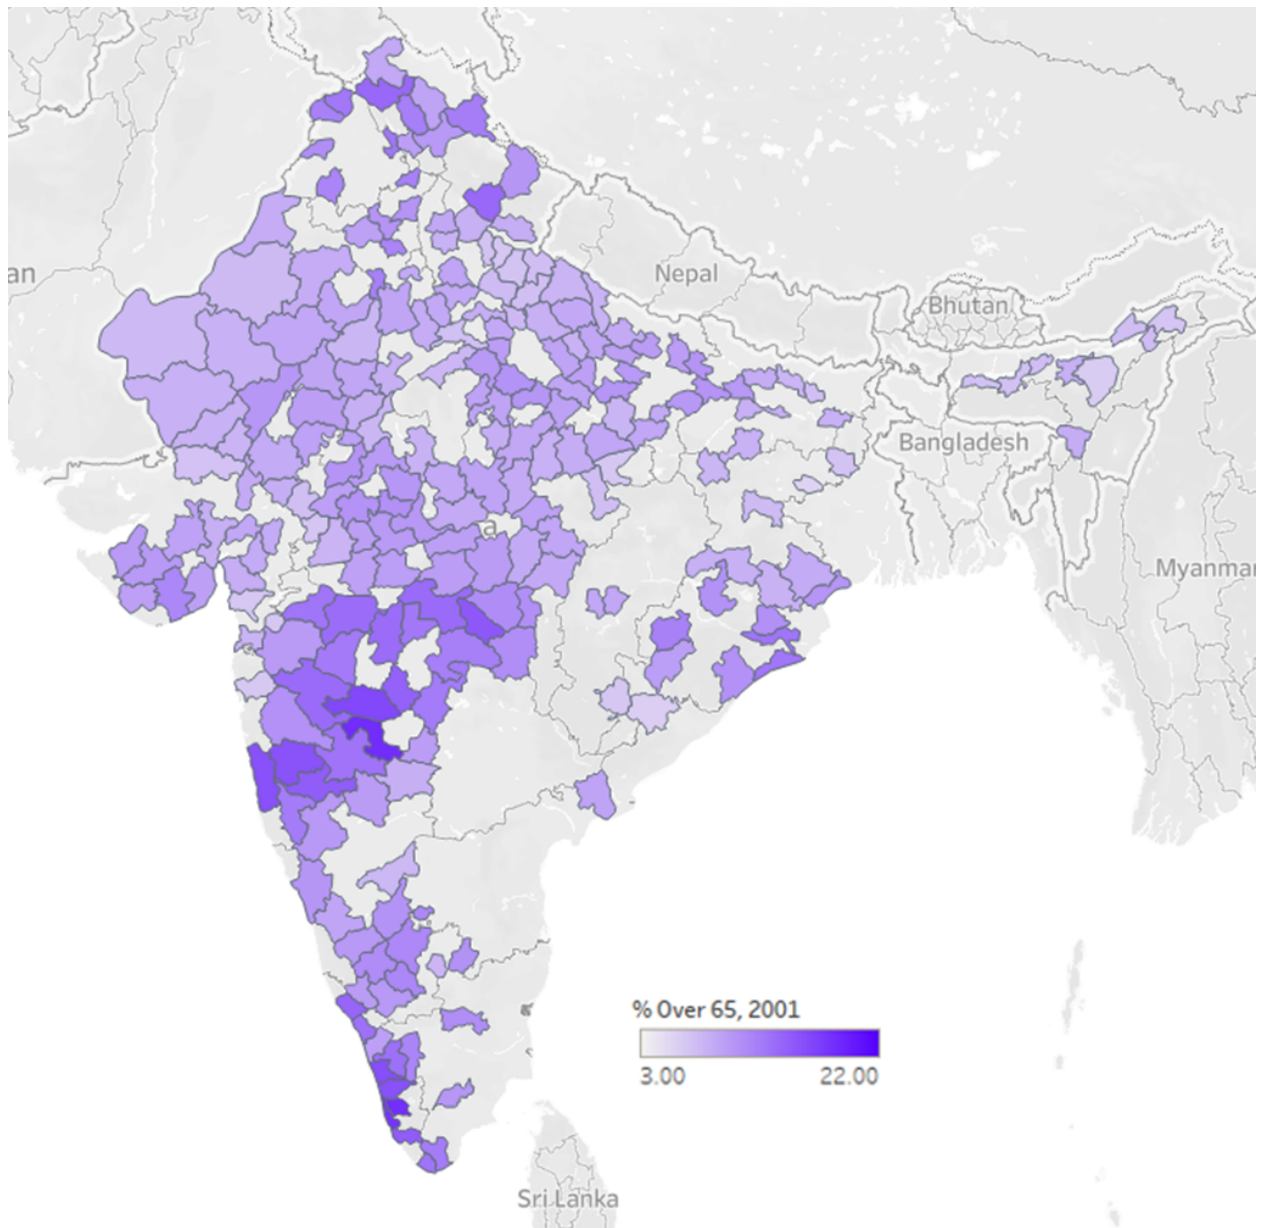 an
Nepal
Bhutan
Bangladesh
a
Myanmar
% Over 65, 2001
3.00 22.00
Sri Lanka